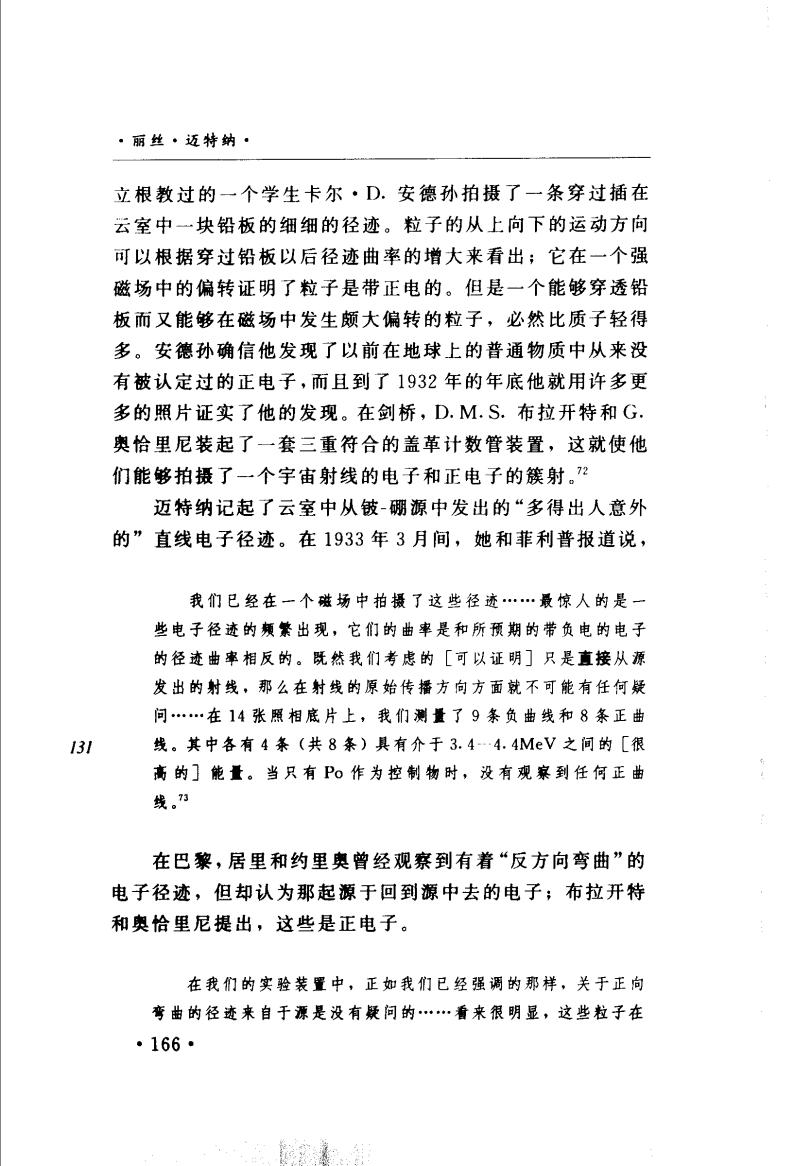 ·丽丝·迈特纳·
立根教过的一个学生卡尔·D. 安德孙拍摄了一条穿过插在
云室中一块铅板的细细的径迹。粒子的从上向下的运动方向
可以根据穿过铅板以后径迹曲率的增大来看出；它在一个强
磁场中的偏转证明了粒子是带正电的。但是一个能够穿透铅
板而又能够在磁场中发生颇大偏转的粒子，必然比质子轻得
多。安德孙确信他发现了以前在地球上的普通物质中从来没
有被认定过的正电子，而且到了 1932 年的年底他就用许多更
多的照片证实了他的发现。在剑桥，D. M. S. 布拉开特和 G.
奥恰里尼装起了一套三重符合的盖革计数管装置，这就使他
们能够拍摄了一个宇宙射线的电子和正电子的簇射。72
迈特纳记起了云室中从铍-硼源中发出的“多得出人意外
的”直线电子径迹。在 1933 年 3 月间，她和菲利普报道说，
我们已经在一个磁场中拍摄了这些径迹……最惊人的是一
些电子径迹的频繁出现，它们的曲率是和所预期的带负电的电子
的径迹曲率相反的。既然我们考虑的［可以证明］只是直接从源
发出的射线，那么在射线的原始传播方向方面就不可能有任何疑
问……在 14 张照相底片上，我们测量了 9 条负曲线和 8 条正曲
131
线。其中各有 4 条（共 8 条）具有介于 3.4—4.4MeV 之间的［很
高的］能量。当只有 Po 作为控制物时，没有观察到任何正曲
线。73
在巴黎，居里和约里奥曾经观察到有着“反方向弯曲”的
电子径迹，但却认为那起源于回到源中去的电子；布拉开特
和奥恰里尼提出，这些是正电子。
在我们的实验装置中，正如我们已经强调的那样，关于正向
弯曲的径迹来自于源是没有疑问的……看来很明显，这些粒子在
·166·